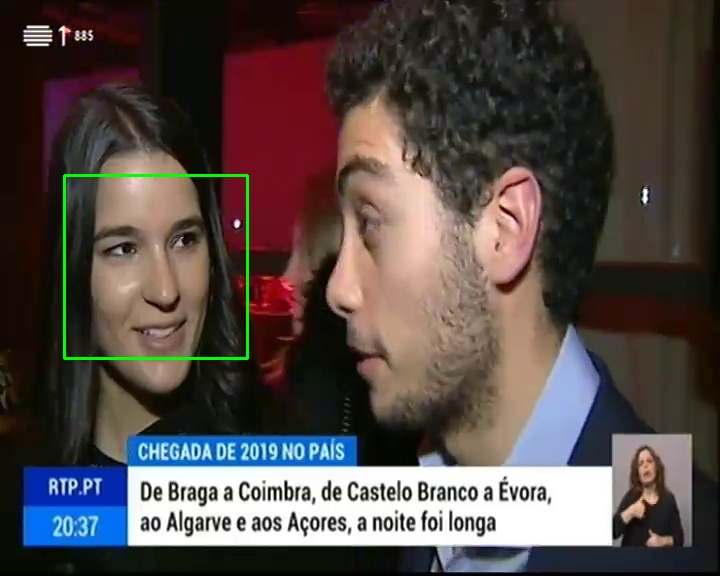 1 885
CHEGADA DE 2019 NO PAÍS
RTP.PT
De Braga a Coimbra, de Castelo Branco a Évora,
20:37
ao Algarve e aos Açores, a noite foi longa